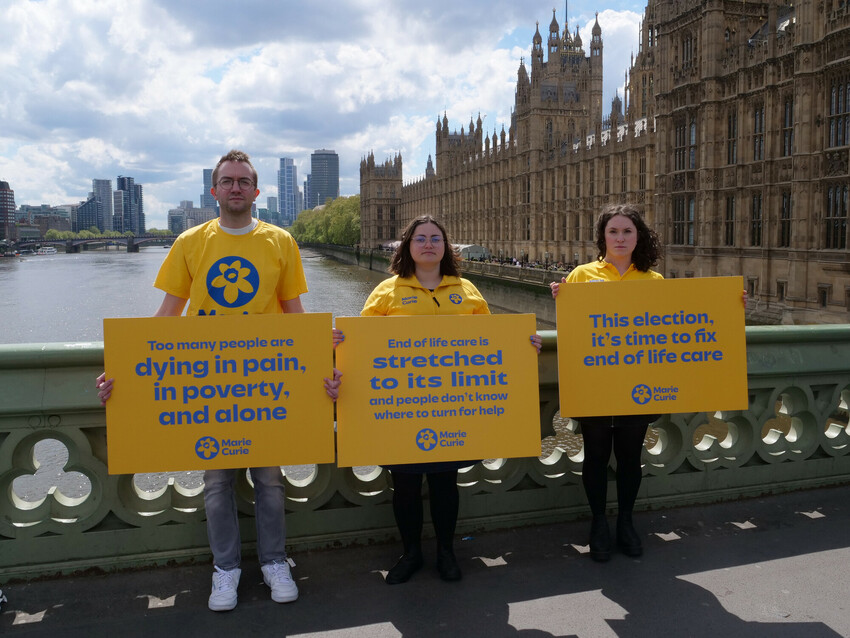 Too many people are
dying in pain,
in poverty,
and alone
Marie
Curie
End of life care is
stretched
to its limit
and people don't know
where to turn for help
Marie
Curie
This election,
it's time to fix
end of life care
Marie
Curie